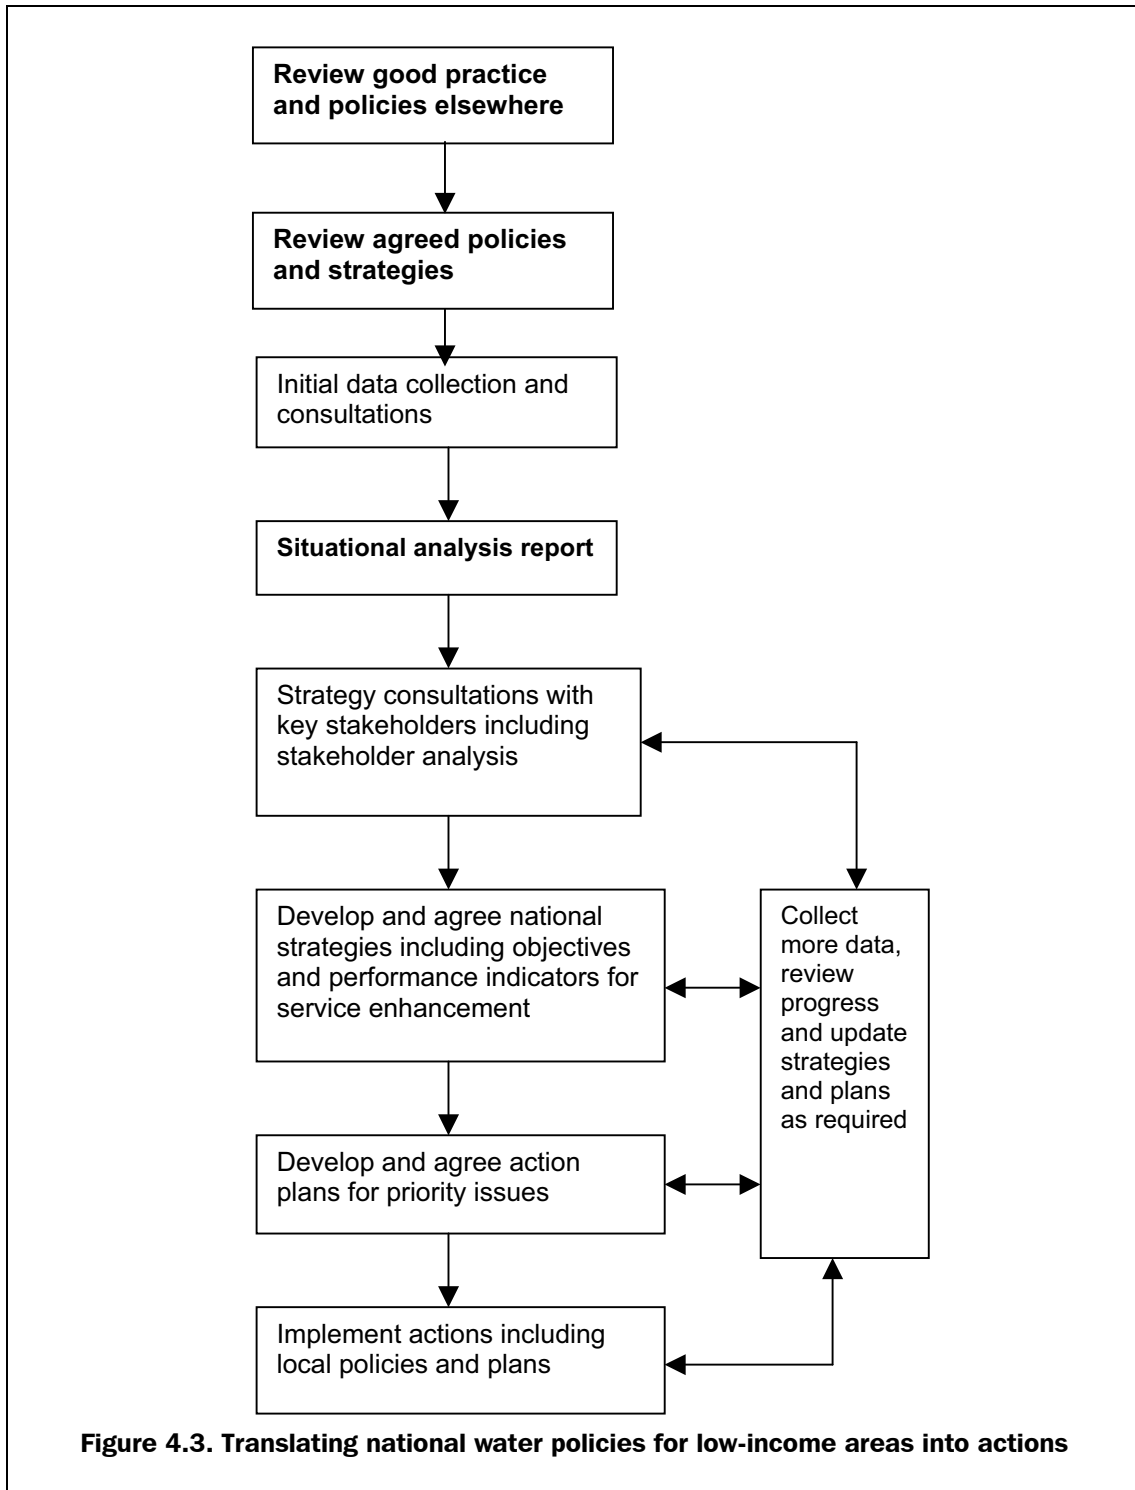 Review good practice
and policies elsewhere
Review agreed policies
and strategies
Initial data collection and
consultations
Situational analysis report
Strategy consultations with
key stakeholders including
stakeholder analysis
Develop and agree national
strategies including objectives
and performance indicators for
service enhancement
Collect
more data,
review
progress
and update
strategies
and plans
as required
Develop and agree action
plans for priority issues
Implement actions including
local policies and plans
Figure 4.3. Translating national water policies for low-income areas into actions